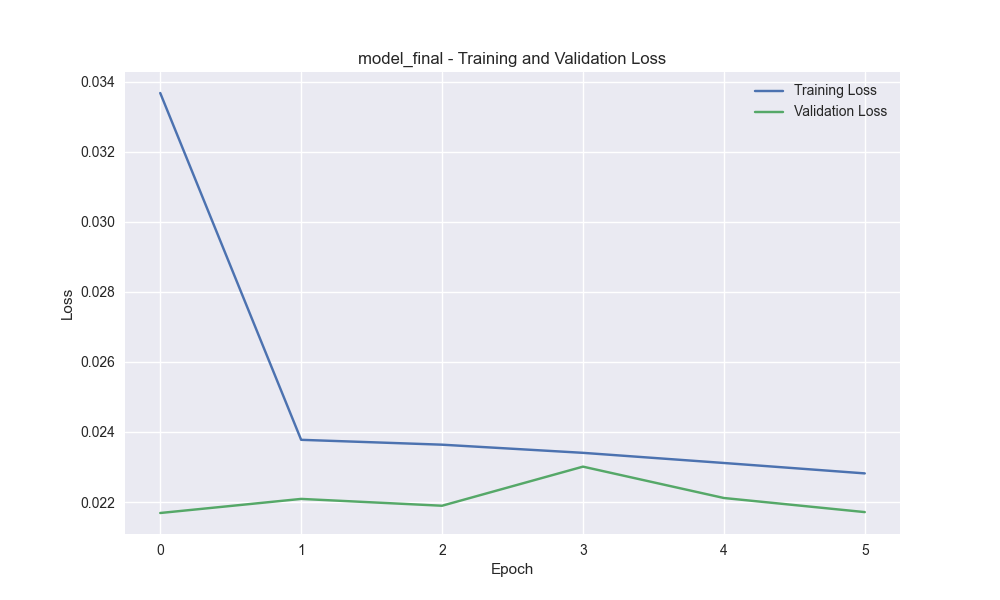 model_final - Training and Validation Loss
Training Loss
Validation Loss
Loss
0.034
0.032
0.030
0.028
0.026
0.024
0.022
0 1 2 3 4 5
Epoch